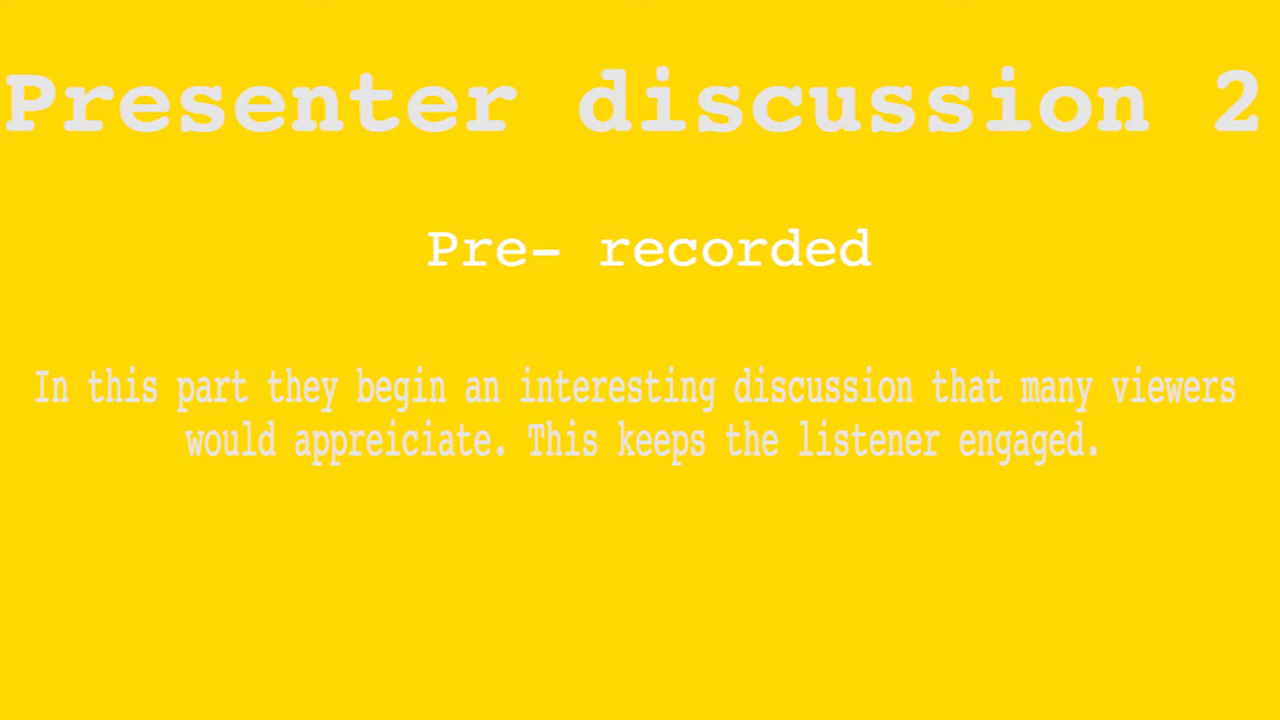 Presenter discussion 2
Pre- recorded
In this part they begin an interesting discussion that many viewers
would appreiciate. This keeps the listener engaged.